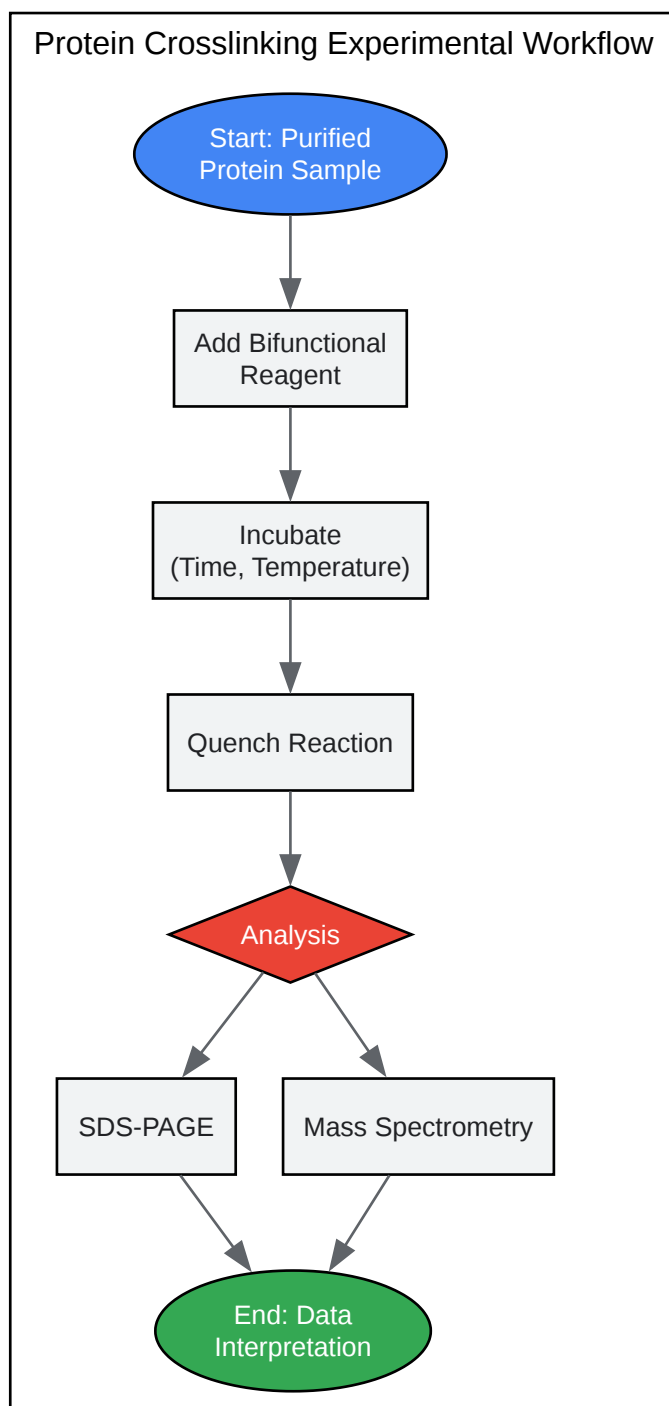 Protein Crosslinking Experimental Workflow
Start: Purified
Protein Sample
Add Bifunctional
Reagent
Incubate
(Time, Temperature)
Quench Reaction
Analysis
SDS-PAGE
Mass Spectrometry
End: Data
Interpretation